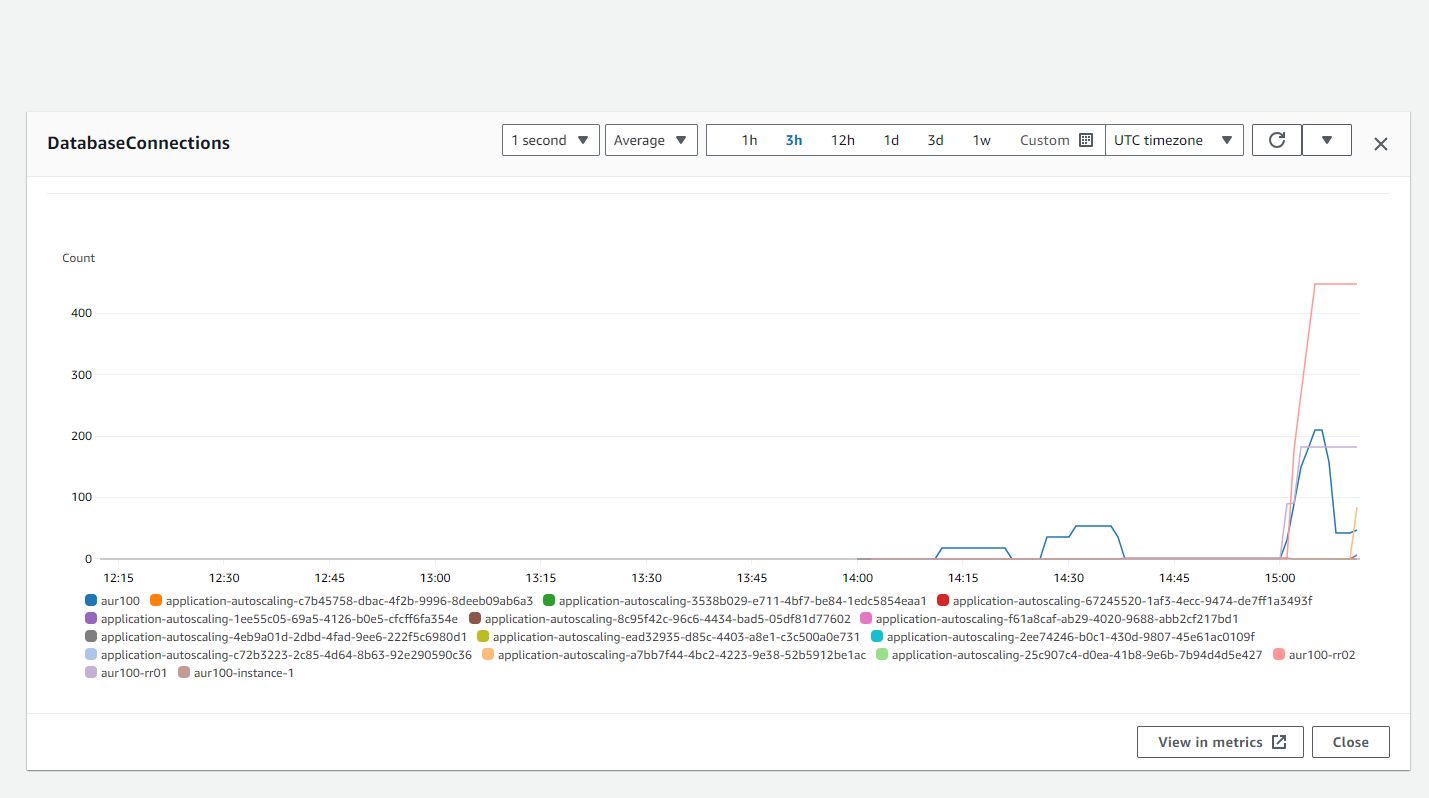 DatabaseConnections
1 second Average 1h 3h 12h 1d 3d 1w Custom UTC timezone
Count
400
300
200
100
0
12:15 12:30 12:45 13:00 13:15 13:30 13:45 14:00 14:15 14:30 14:45 15:00
aur100 application-autoscaling-c7b45758-dbac-4f2b-9996-8deeb09ab6a3 application-autoscaling-3538b029-e711-4bf7-be84-1edc5854eaa1 application-autoscaling-67245520-1af3-4ecc-9474-de7ff1a3493f
application-autoscaling-1ee55c05-69a5-4126-b0e5-cfcff6fa354e application-autoscaling-8c95f42c-96c6-4434-bad5-05df81d77602 application-autoscaling-f61a8caf-ab29-4020-9688-abb2cf217bd1
application-autoscaling-4eb9a01d-2dbd-4fad-9ee6-222f5c6980d1 application-autoscaling-ead32935-d85c-4403-a8e1-c3c500a0e731 application-autoscaling-2ee74246-b0c1-430d-9807-45e61ac0109f
application-autoscaling-c72b3223-2c85-4d64-8b63-92e290590c36 application-autoscaling-a7bb7f44-4bc2-4223-9e38-52b5912be1ac application-autoscaling-25c907c4-d0ea-41b8-9e6b-7b94d4d5e427 aur100-rr02
aur100-rr01 aur100-instance-1
View in metrics Close